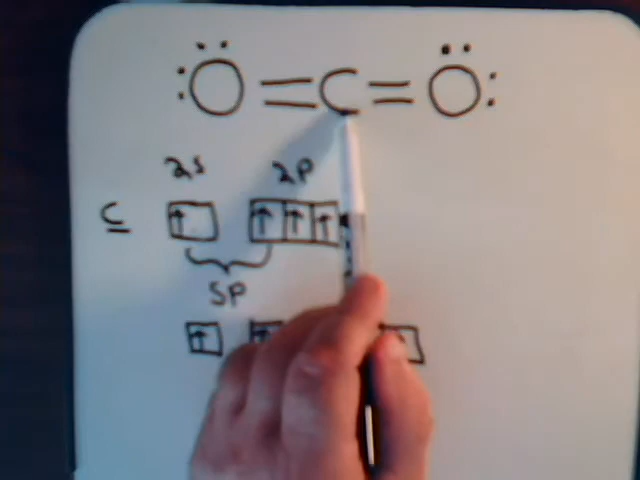 :Ö=C=Ö:
2s 2P
C ↑ ↑ ↑ ↑
SP
↑ ↑ ↑